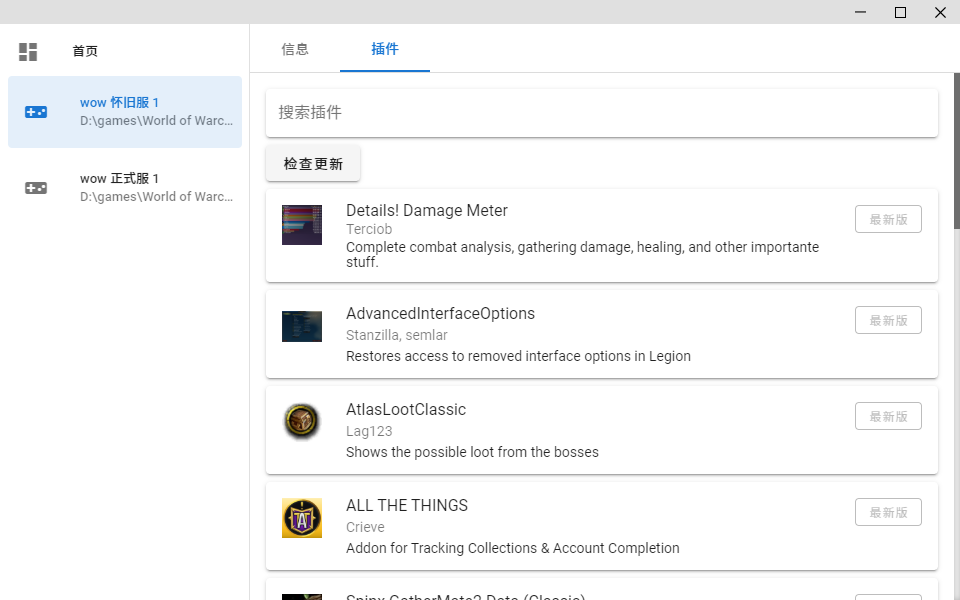 首页
wow 怀旧服 1
D:\games\World of Warc...
wow 正式服 1
D:\games\World of Warc...
信息
插件
搜索插件
检查更新
Details! Damage Meter
Terciob
Complete combat analysis, gathering damage, healing, and other importante
stuff.
最新版
AdvancedInterfaceOptions
Stanzilla, semlar
Restores access to removed interface options in Legion
最新版
AtlasLootClassic
Lag123
Shows the possible loot from the bosses
最新版
ALL THE THINGS
Crieve
Addon for Tracking Collections & Account Completion
最新版